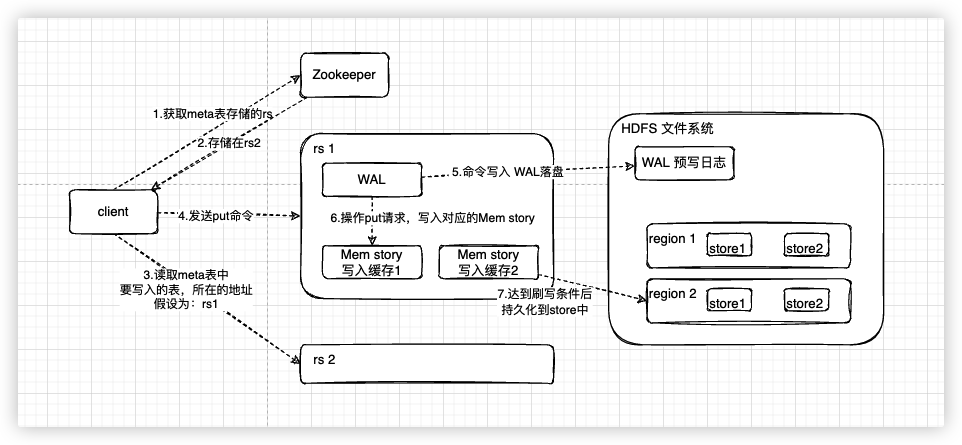 Zookeeper
1.获取meta表存储的rs
2.存储在rs2
client
4.发送put命令
3.读取meta表中
要写入的表，所在的地址
假设为：rs1
rs 1
WAL
5.命令写入 WAL落盘
6.操作put请求，写入对应的Mem story
Mem story
写入缓存1
Mem story
写入缓存2
7.达到刷写条件后
持久化到store中
rs 2
HDFS 文件系统
WAL 预写日志
region 1
store1
store2
region 2
store1
store2